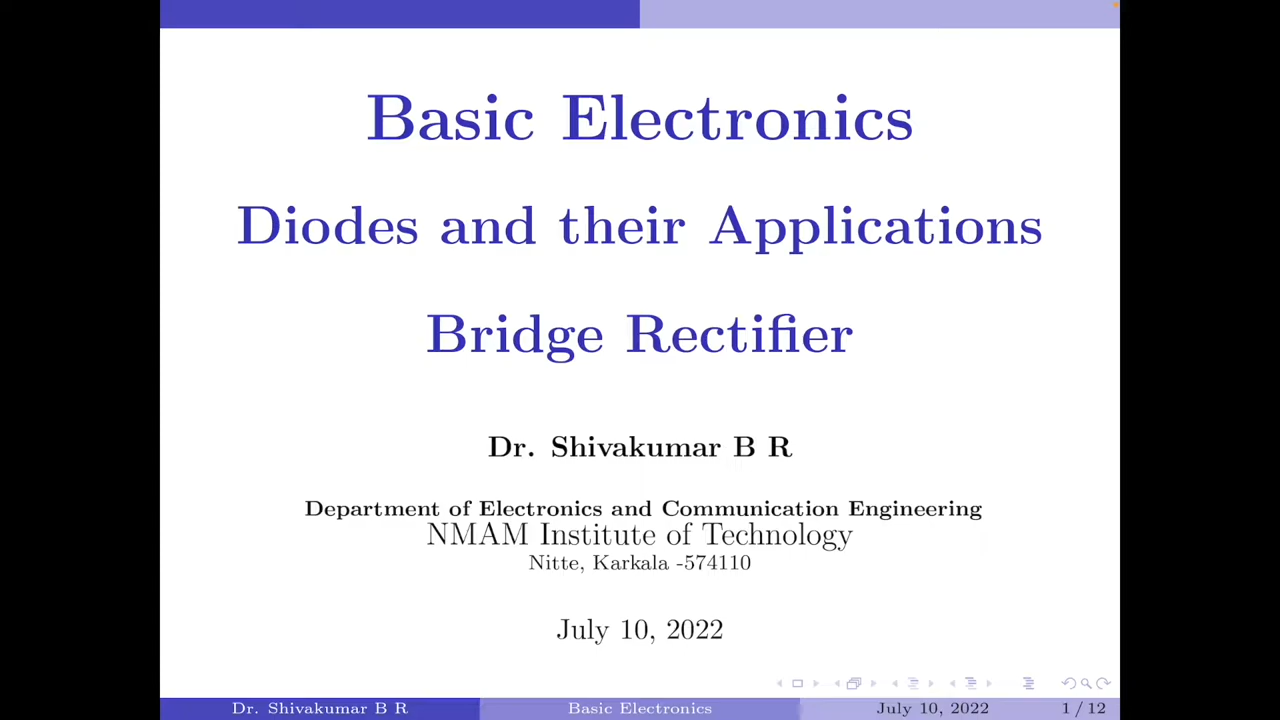 Basic Electronics
Diodes and their Applications
Bridge Rectifier
Dr. Shivakumar B R
Department of Electronics and Communication Engineering
NMAM Institute of Technology
Nitte, Karkala -574110
July 10, 2022
Dr. Shivakumar B R Basic Electronics July 10, 2022 1 / 12